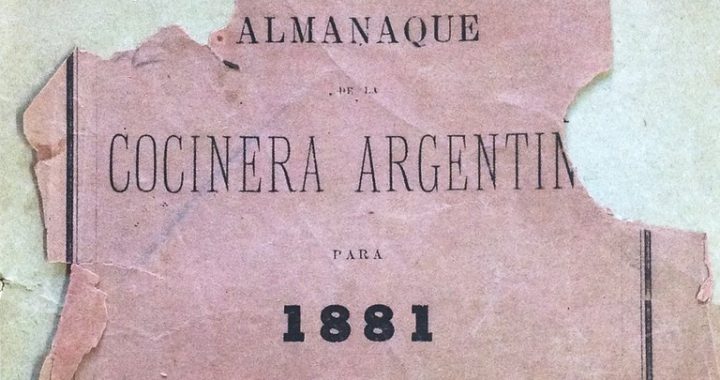 ALMANAQUE
DE LA
COCINERA ARGENTIN
PARA
1881